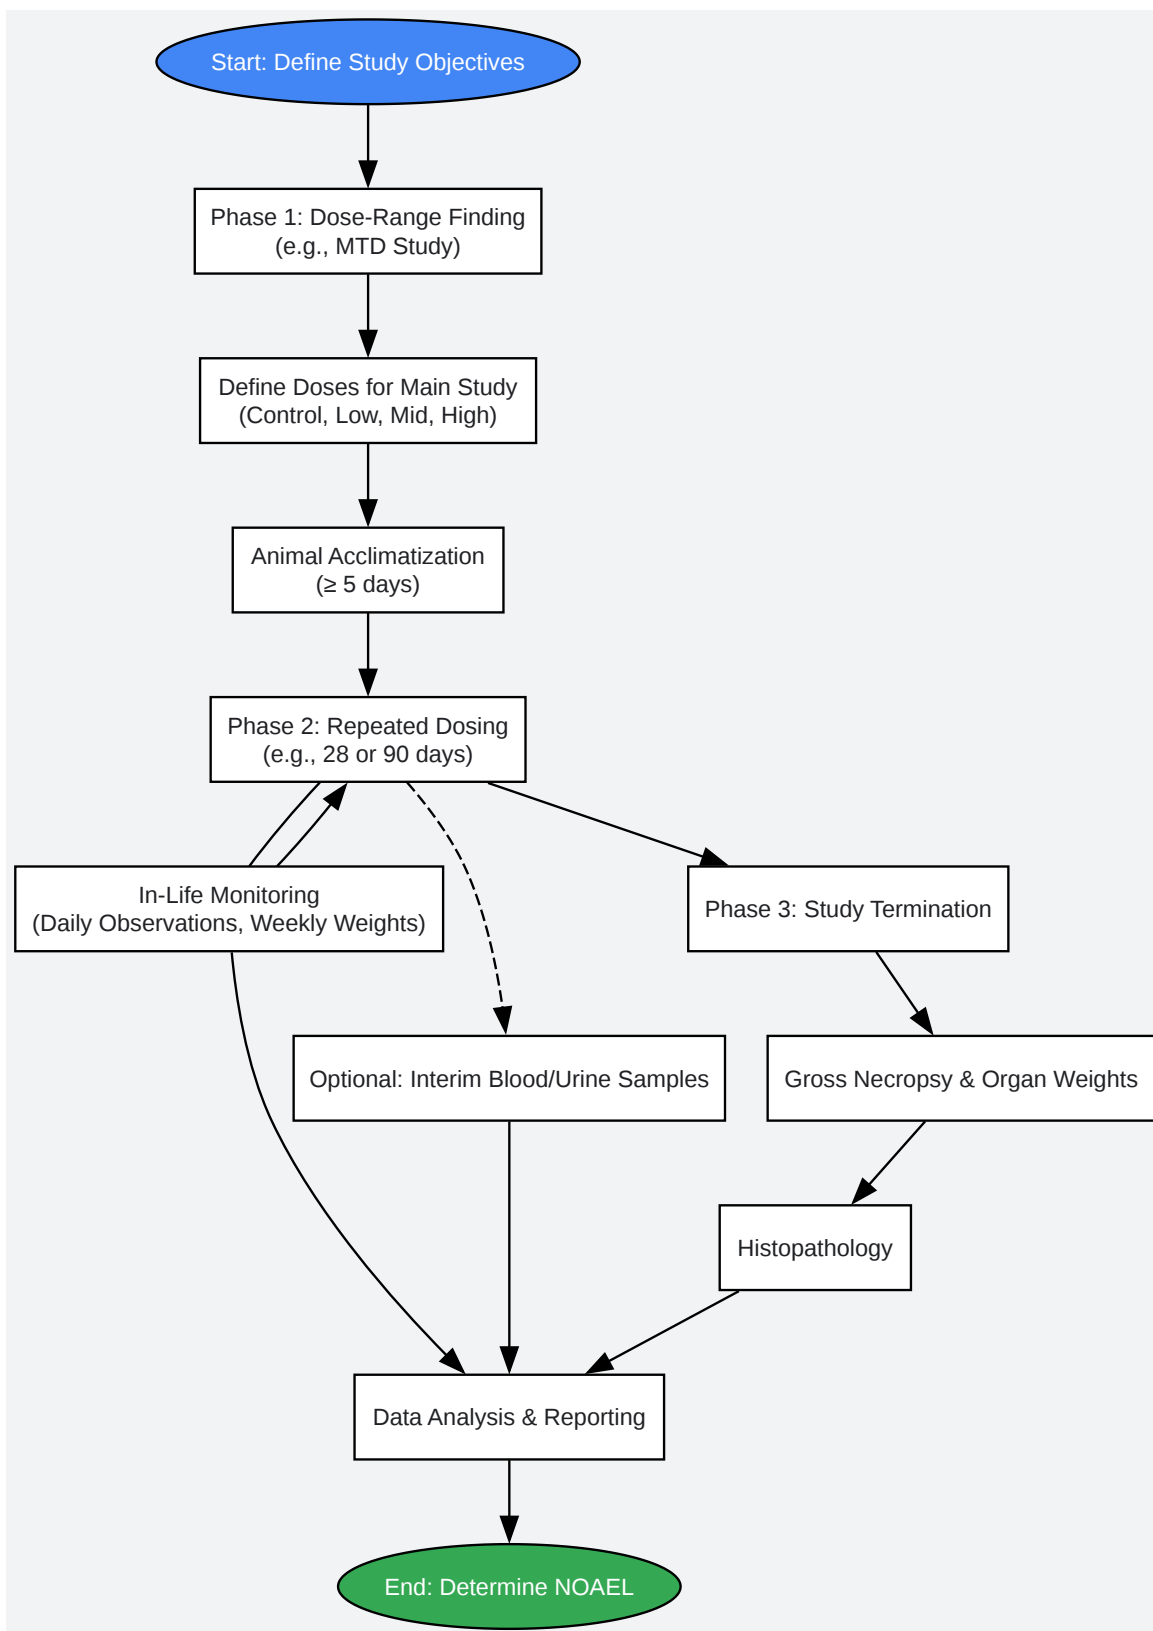 Start: Define Study Objectives
Phase 1: Dose-Range Finding
(e.g., MTD Study)
Define Doses for Main Study
(Control, Low, Mid, High)
Animal Acclimatization
(≥ 5 days)
Phase 2: Repeated Dosing
(e.g., 28 or 90 days)
In-Life Monitoring
(Daily Observations, Weekly Weights)
Phase 3: Study Termination
Optional: Interim Blood/Urine Samples
Gross Necropsy & Organ Weights
Histopathology
Data Analysis & Reporting
End: Determine NOAEL